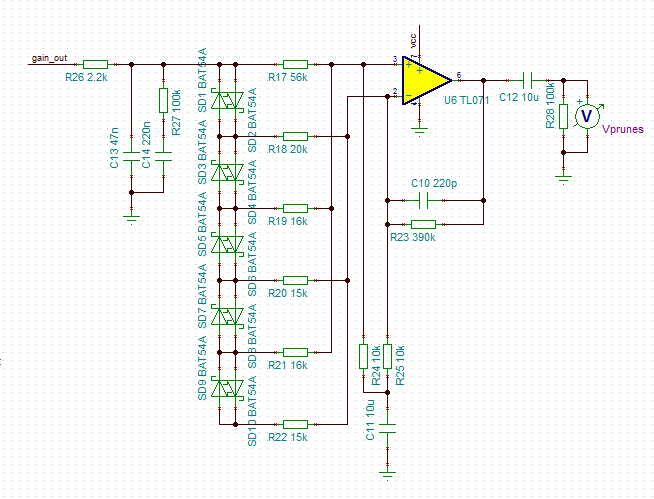 gain_out
R26 2.2k
C13 47n
C14 220n
R27 100k
SD1 BAT54A
SD2 BAT54A
SD3 BAT54A
SD4 BAT54A
SD5 BAT54A
SD6 BAT54A
SD7 BAT54A
SD8 BAT54A
SD9 BAT54A
SD10 BAT54A
R17 56k
R18 20k
R19 16k
R20 15k
R21 16k
R22 15k
vcc
3
2
7
4
6
+
-
+
U6 TL071
C12 10u
R28 100k
+
V
Vprunes
C10 220p
R23 390k
R24 10k
R25 10k
C11 10u